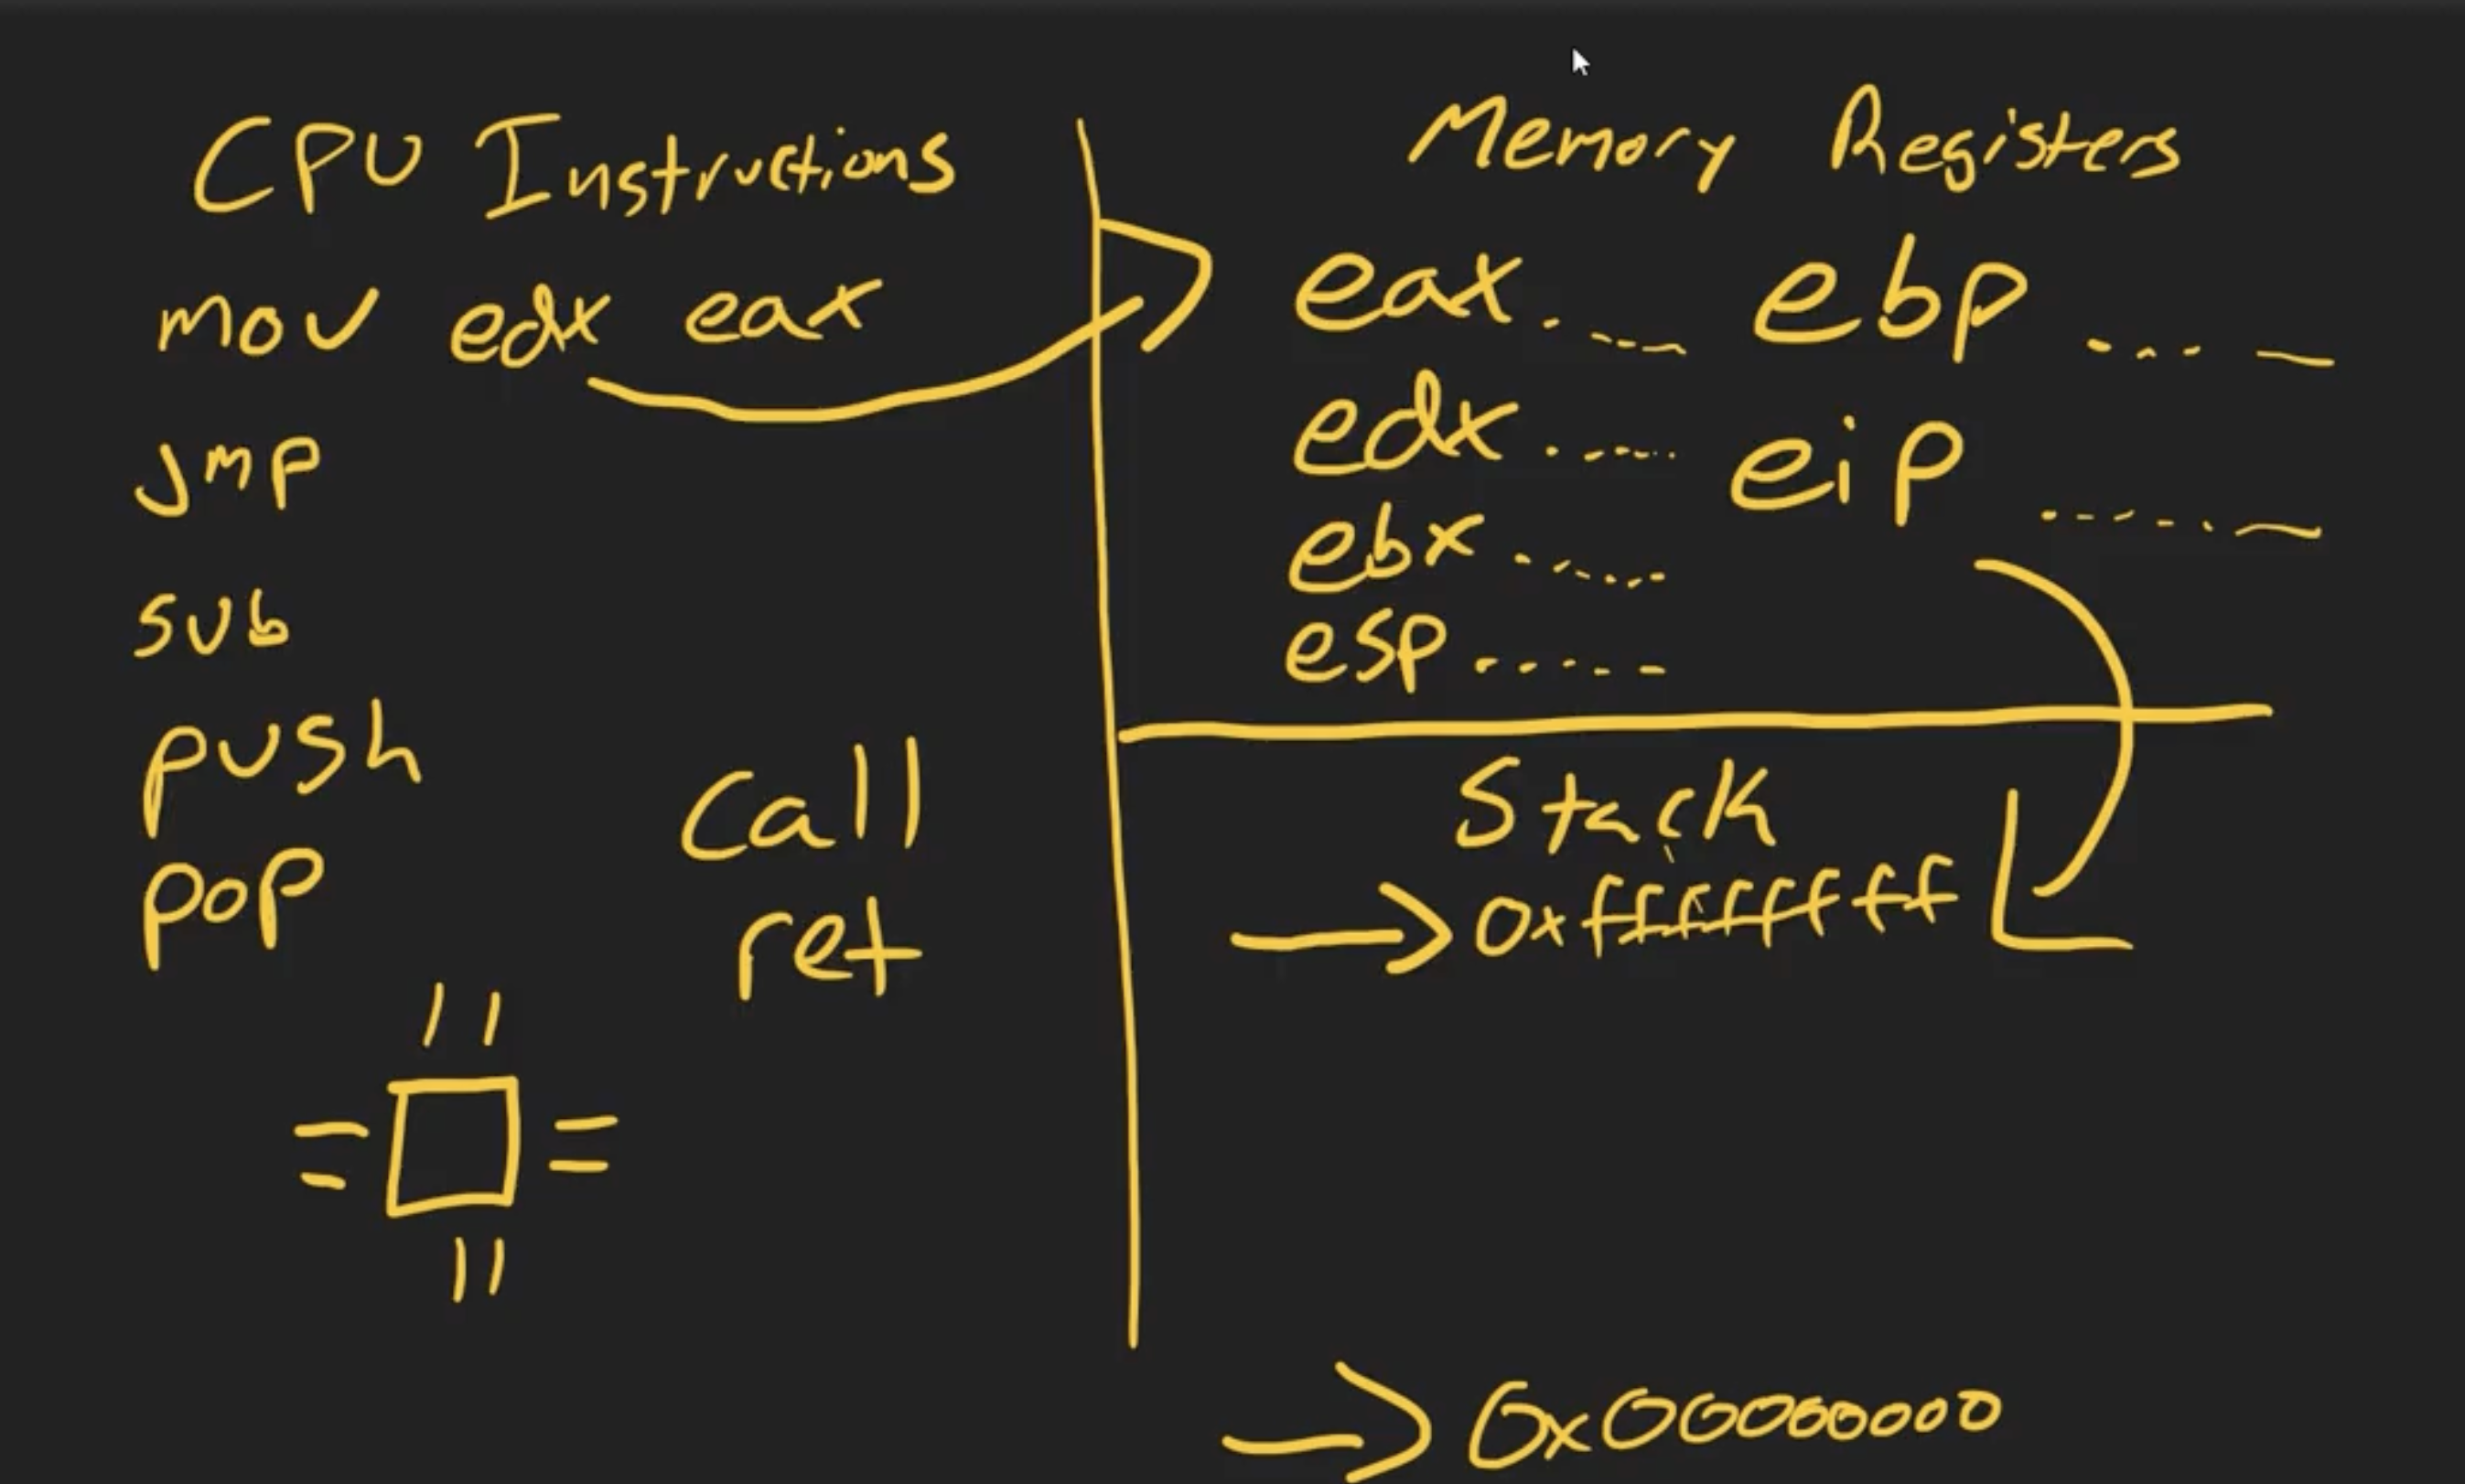 CPU Instructions
mov edx eax
Jmp
sub
push
pop
Call
ret
Memory Registers
eax..---- ebp ... —
edx ..... eip ......—
ebx ......
esp .....
Stack
0xffffffff
0x00000000